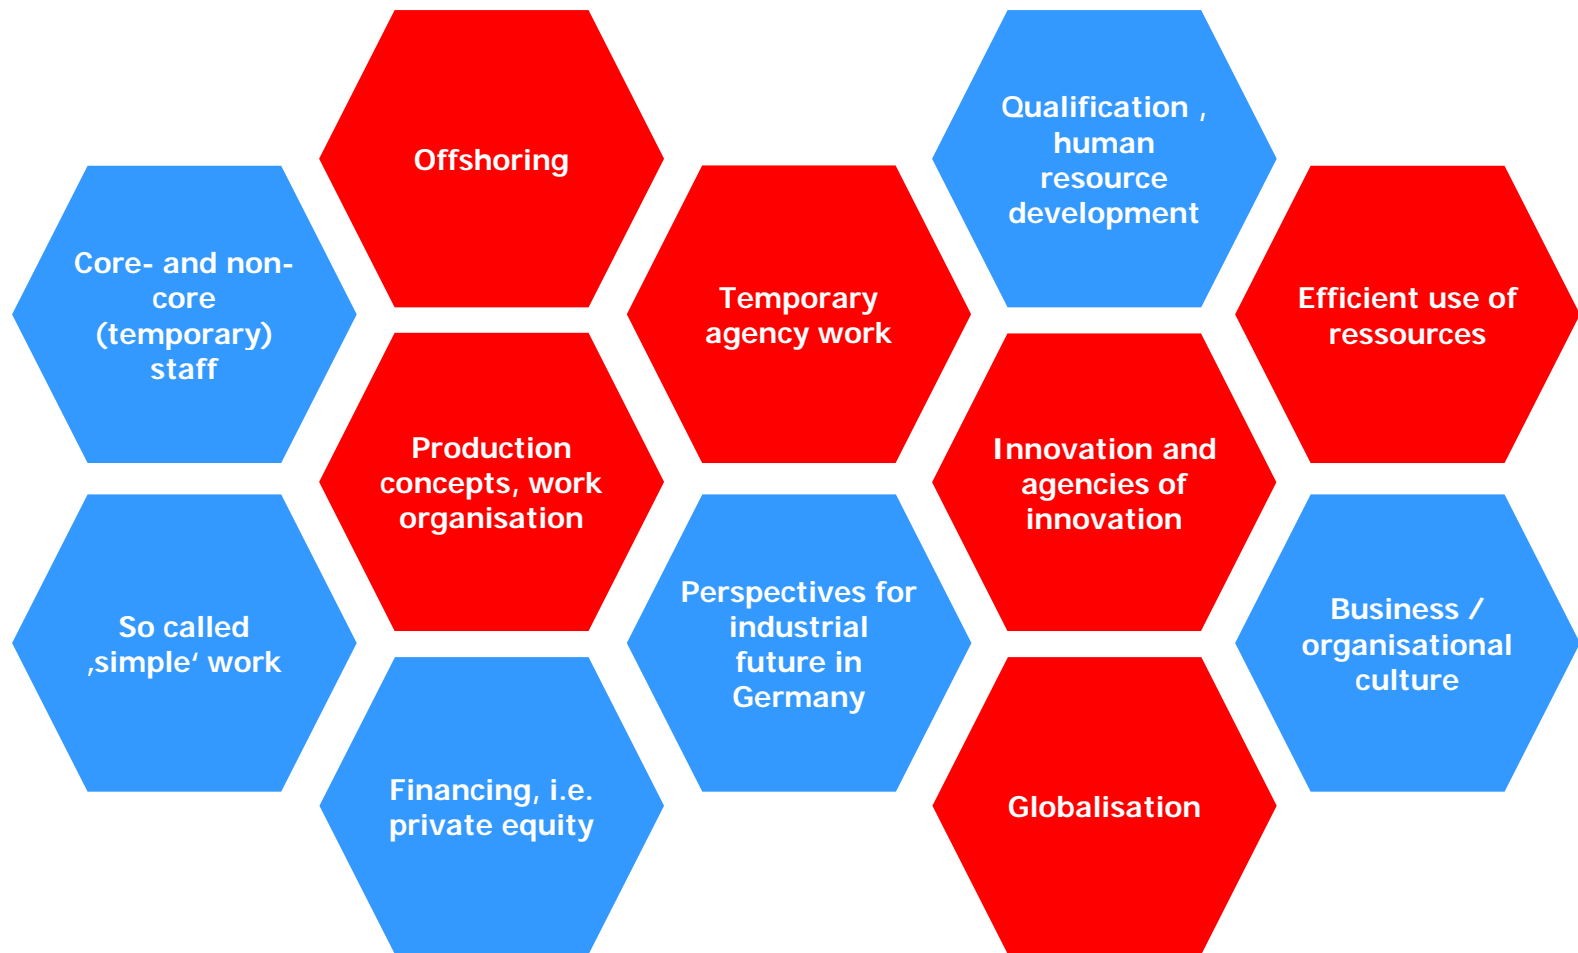 Offshoring
Qualification ,
human
resource
development
Core- and non-
core
(temporary)
staff
Temporary
agency work
Efficient use of
ressources
Production
concepts, work
organisation
Innovation and
agencies of
innovation
So called
‚simple‘ work
Perspectives for
industrial
future in
Germany
Business /
organisational
culture
Financing, i.e.
private equity
Globalisation